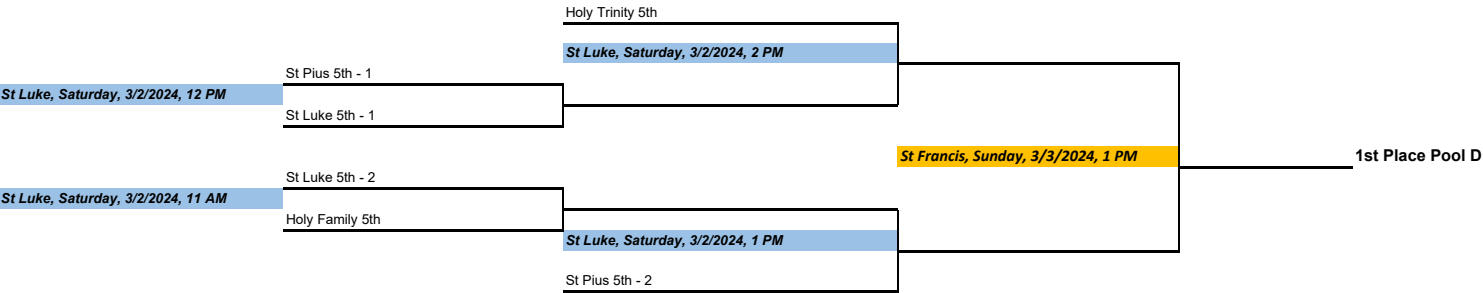 Holy Trinity 5th
St Luke, Saturday, 3/2/2024, 2 PM
St Pius 5th - 1
St Luke, Saturday, 3/2/2024, 12 PM
St Luke 5th - 1
St Francis, Sunday, 3/3/2024, 1 PM
1st Place Pool D
St Luke 5th - 2
St Luke, Saturday, 3/2/2024, 11 AM
Holy Family 5th
St Luke, Saturday, 3/2/2024, 1 PM
St Pius 5th - 2